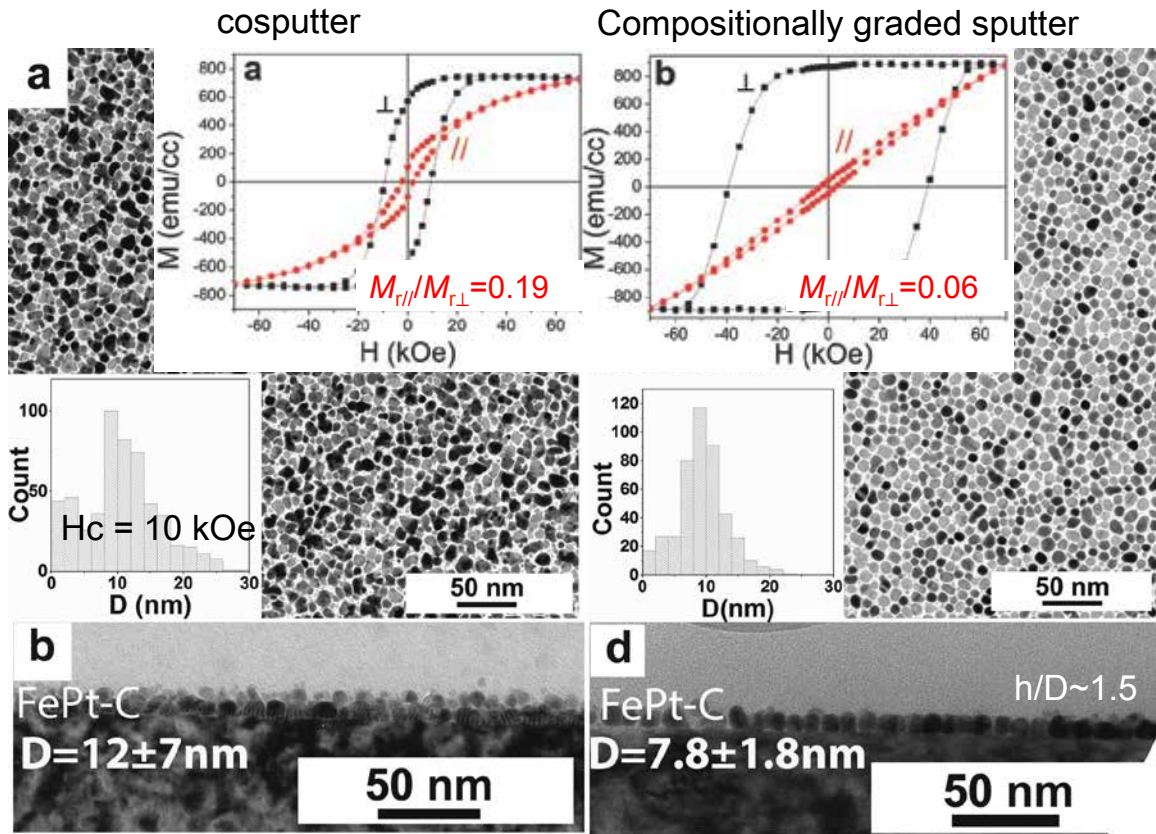 cosputter
Compositionally graded sputter
a
a
800
600
400
200
0
-200
-400
-600
-800
M (emu/cc)
⊥
//
M_r///M_r⊥=0.19
-60 -40 -20 0 20 40 60
H (kOe)
b
800
600
400
200
0
-200
-400
-600
-800
M (emu/cc)
⊥
//
M_r///M_r⊥=0.06
-60 -40 -20 0 20 40 60
H (kOe)
100
50
0
Count
Hc = 10 kOe
0 10 20 30
D (nm)
50 nm
120
100
80
60
40
20
0
Count
0 10 20 30
D(nm)
50 nm
b
FePt-C
D=12±7nm
50 nm
d
h/D~1.5
FePt-C
D=7.8±1.8nm
50 nm